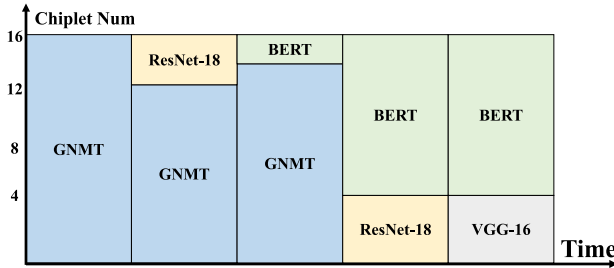 Chiplet Num
16
12
8
4
GNMT
ResNet-18
GNMT
BERT
GNMT
BERT
ResNet-18
BERT
VGG-16
Time